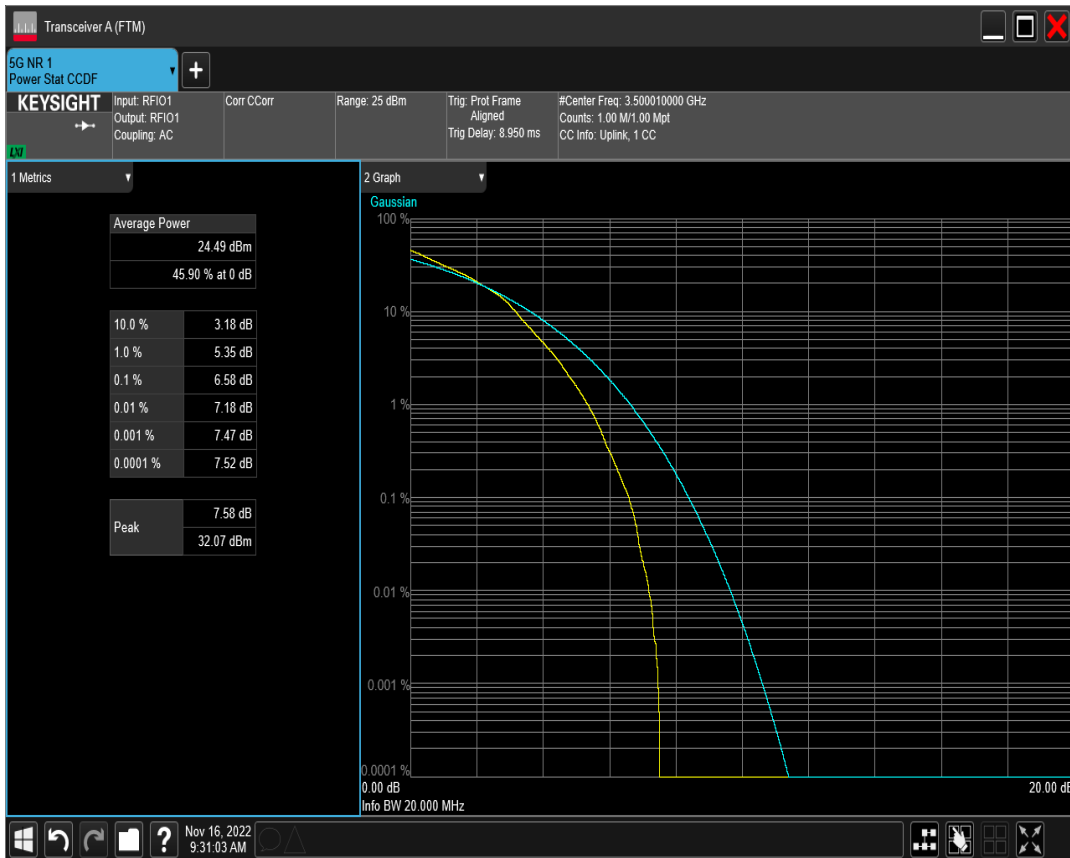 Transceiver A (FTM)
5G NR 1
Power Stat CCDF
+
KEYSIGHT
LXI
Input: RFIO1
Output: RFIO1
Coupling: AC
Corr CCorr
Range: 25 dBm
Trig: Prot Frame
Aligned
Trig Delay: 8.950 ms
#Center Freq: 3.500010000 GHz
Counts: 1.00 M/1.00 Mpt
CC Info: Uplink, 1 CC
1 Metrics
Average Power
24.49 dBm
45.90 % at 0 dB
10.0 % 3.18 dB
1.0 % 5.35 dB
0.1 % 6.58 dB
0.01 % 7.18 dB
0.001 % 7.47 dB
0.0001 % 7.52 dB
Peak
7.58 dB
32.07 dBm
2 Graph
Gaussian
100 %
10 %
1 %
0.1 %
0.01 %
0.001 %
0.0001 %
0.00 dB 20.00 dB
Info BW 20.000 MHz
?
Nov 16, 2022
9:31:03 AM